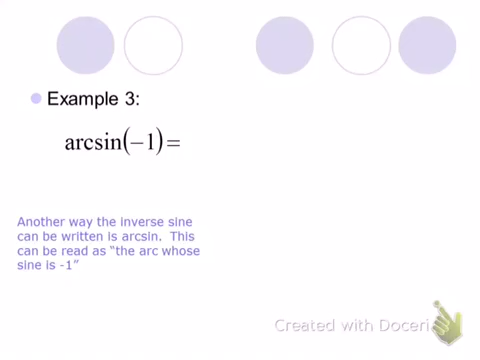 Example 3:
arcsin(−1)=
Another way the inverse sine
can be written is arcsin.  This
can be read as “the arc whose
sine is -1”
Created with Doceri